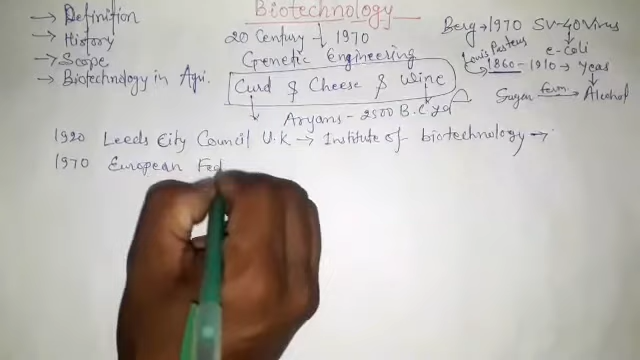 Biotechnology
→ Definition
→ History
→ Scope
→ Biotechnology in Agri.
20 Century ↓ 1970
Genetic Engineering
Curd & Cheese & Wine
Aryans - 2500 B.C
Berg → 1970 SV-40 Virus
e-Coli
Louis Pasteus
1860 - 1910 → yeas
Sugar ferm. → Alcohol
1920 Leeds City Council U.K → Institute of biotechnology →
1970 European Fed